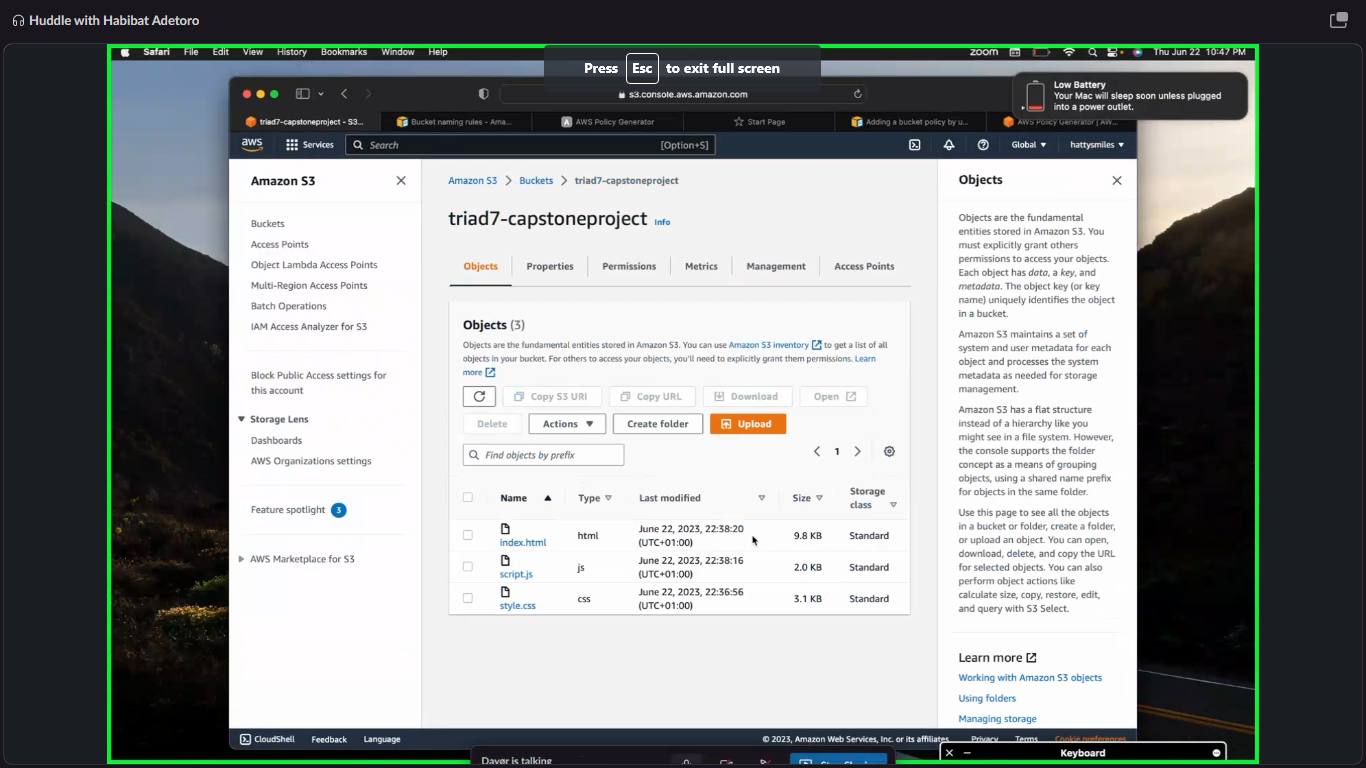 Huddle with Habibat Adetoro
Safari File Edit View History Bookmarks Window Help
zoom
Thu Jun 22 10:47 PM
Press Esc to exit full screen
Low Battery
Your Mac will sleep soon unless plugged
into a power outlet.
s3.console.aws.amazon.com
triad7-capstoneproject - S3...
Bucket naming rules - Ama...
AWS Policy Generator
Start Page
Adding a bucket policy by u...
AWS Policy Generator | AW...
aws
Services
Search
[Option+S]
Global
hattysmiles
Amazon S3
Buckets
Access Points
Object Lambda Access Points
Multi-Region Access Points
Batch Operations
IAM Access Analyzer for S3
Block Public Access settings for
this account
Storage Lens
Dashboards
AWS Organizations settings
Feature spotlight 3
AWS Marketplace for S3
Amazon S3 > Buckets > triad7-capstoneproject
triad7-capstoneproject Info
Objects Properties Permissions Metrics Management Access Points
Objects (3)
Objects are the fundamental entities stored in Amazon S3. You can use Amazon S3 inventory to get a list of all
objects in your bucket. For others to access your objects, you'll need to explicitly grant them permissions. Learn
more
Copy S3 URI Copy URL Download Open
Delete Actions Create folder Upload
Find objects by prefix
1
Name Type Last modified Size Storage
class
index.html html June 22, 2023, 22:38:20
(UTC+01:00) 9.8 KB Standard
script.js js June 22, 2023, 22:38:16
(UTC+01:00) 2.0 KB Standard
style.css css June 22, 2023, 22:36:56
(UTC+01:00) 3.1 KB Standard
Objects
Objects are the fundamental
entities stored in Amazon S3. You
must explicitly grant others
permissions to access your objects.
Each object has data, a key, and
metadata. The object key (or key
name) uniquely identifies the object
in a bucket.
Amazon S3 maintains a set of
system and user metadata for each
object and processes the system
metadata as needed for storage
management.
Amazon S3 has a flat structure
instead of a hierarchy like you
might see in a file system. However,
the console supports the folder
concept as a means of grouping
objects, using a shared name prefix
for objects in the same folder.
Use this page to see all the objects
in a bucket or folder, create a folder,
or upload an object. You can open,
download, delete, and copy the URL
for selected objects. You can also
perform object actions like
calculate size, copy, restore, edit,
and query with S3 Select.
Learn more
Working with Amazon S3 objects
Using folders
Managing storage
CloudShell Feedback Language
© 2023, Amazon Web Services, Inc. or its affiliates.
Privacy Terms Cookie preferences
Keyboard
Davør is talking